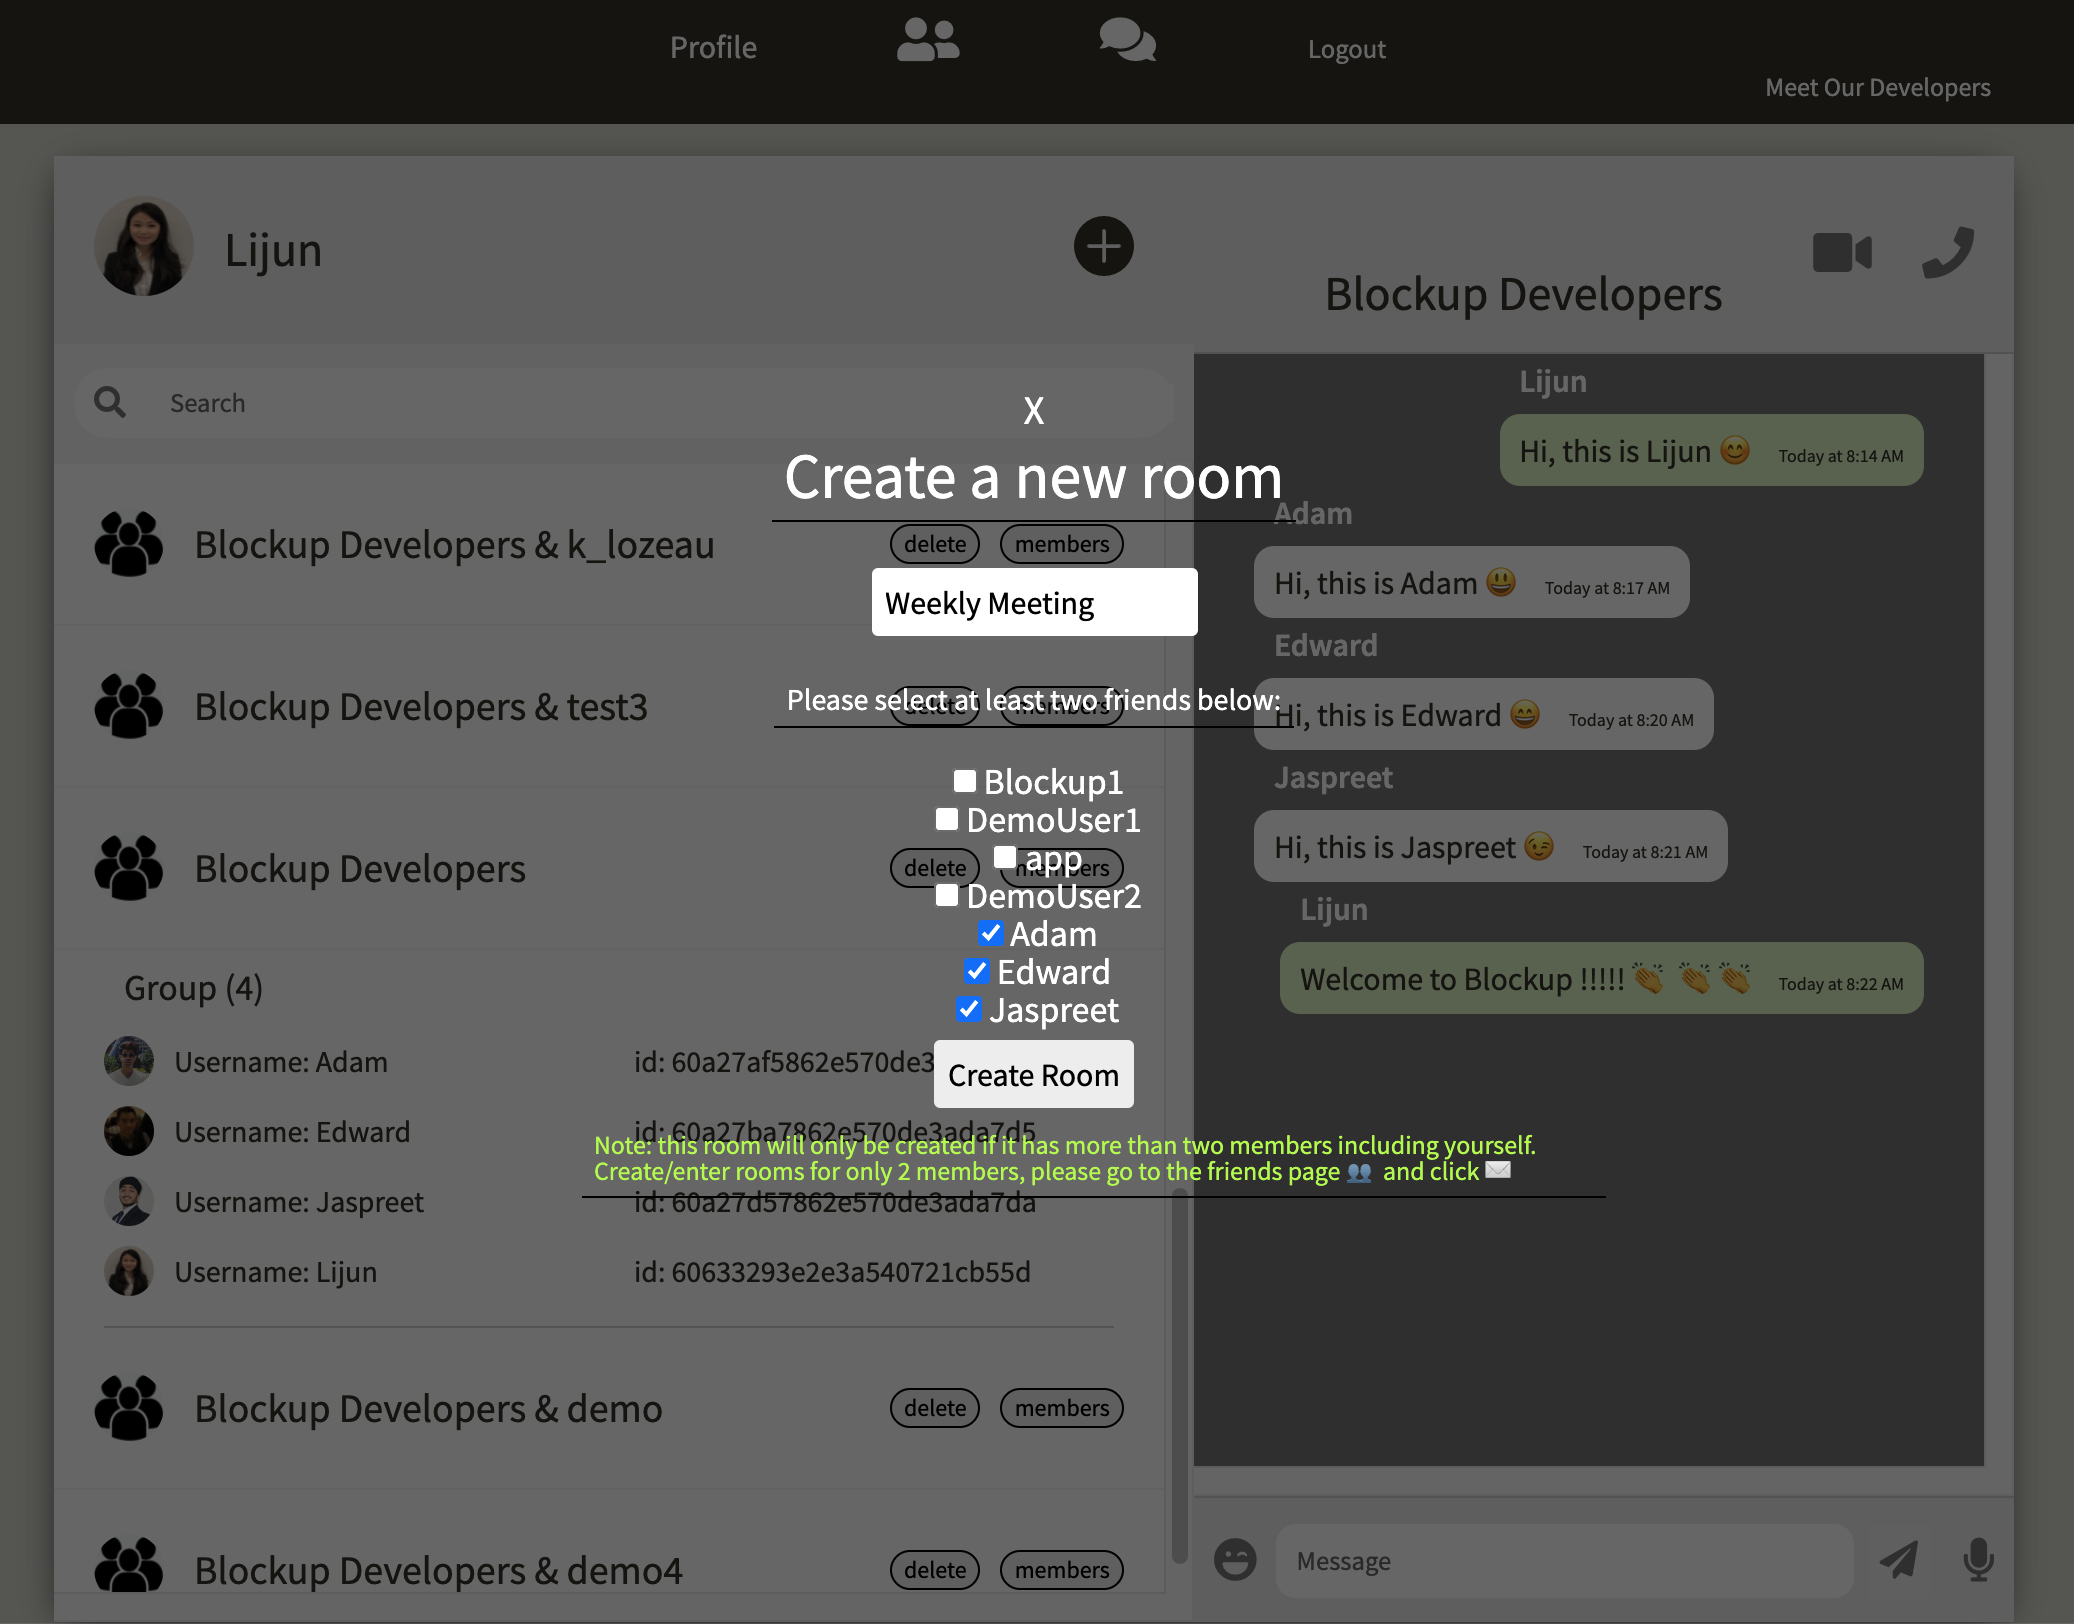 Profile
Logout
Meet Our Developers
Lijun
Blockup Developers
Search
X
Create a new room
Blockup Developers & k_lozeau
delete
members
Weekly Meeting
Blockup Developers & test3
delete
members
Please select at least two friends below:
Blockup1
DemoUser1
app
DemoUser2
Adam
Edward
Jaspreet
Create Room
Note: this room will only be created if it has more than two members including yourself.
Create/enter rooms for only 2 members, please go to the friends page 👥 and click ✉️
Blockup Developers
delete
members
Group (4)
Username: Adam
id: 60a27af5862e570de3
Username: Edward
id: 60a27ba7862e570de3ada7d5
Username: Jaspreet
id: 60a27d57862e570de3ada7da
Username: Lijun
id: 60633293e2e3a540721cb55d
Blockup Developers & demo
delete
members
Blockup Developers & demo4
delete
members
Lijun
Hi, this is Lijun 😊 Today at 8:14 AM
Adam
Hi, this is Adam 😃 Today at 8:17 AM
Edward
Hi, this is Edward 😄 Today at 8:20 AM
Jaspreet
Hi, this is Jaspreet 😉 Today at 8:21 AM
Lijun
Welcome to Blockup !!!!! 👏 👏 👏 Today at 8:22 AM
Message